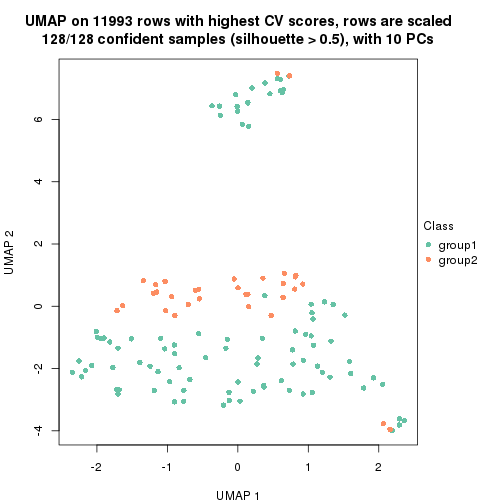 UMAP on 11993 rows with highest CV scores, rows are scaled
128/128 confident samples (silhouette > 0.5), with 10 PCs
6
4
2
0
-2
-4
UMAP 2
-2
-1
0
1
2
UMAP 1
Class
group1
group2